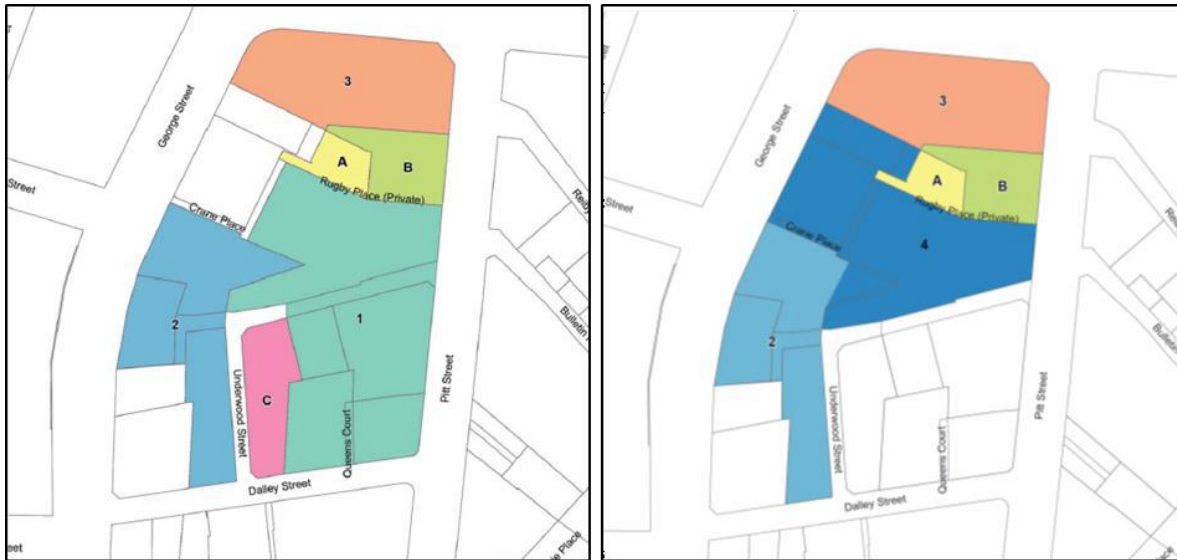 3
George Street
A
B
Rugby Place (Private)
Crane Place
Street
1
2
Underwood Street
C
Queens Court
Pitt Street
Dalley Street
3
George Street
A
B
Rugby Place (Private)
Street
Crane Place
4
2
Underwood Street
Queens Court
Pitt Street
Dalley Street
Place